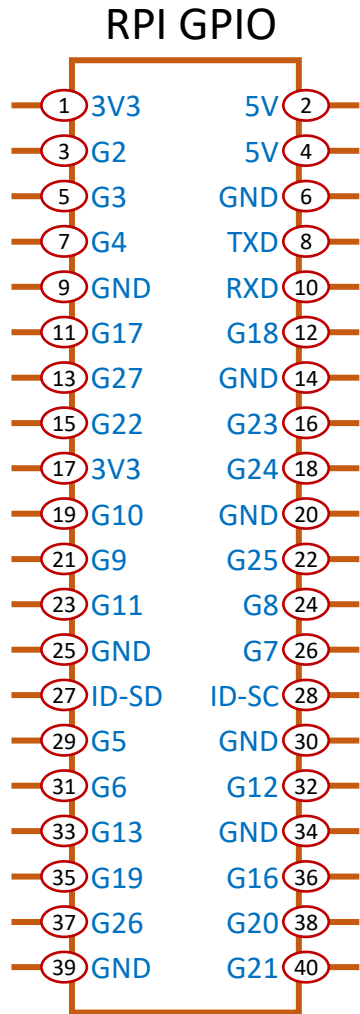 RPI GPIO
1 3V3 5V 2
3 G2 5V 4
5 G3 GND 6
7 G4 TXD 8
9 GND RXD 10
11 G17 G18 12
13 G27 GND 14
15 G22 G23 16
17 3V3 G24 18
19 G10 GND 20
21 G9 G25 22
23 G11 G8 24
25 GND G7 26
27 ID-SD ID-SC 28
29 G5 GND 30
31 G6 G12 32
33 G13 GND 34
35 G19 G16 36
37 G26 G20 38
39 GND G21 40